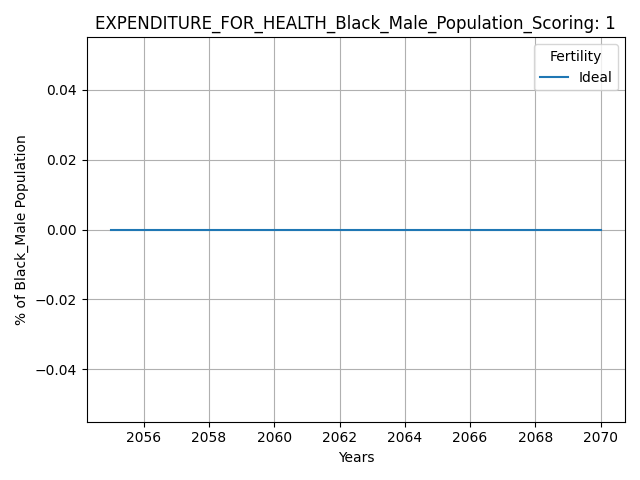 EXPENDITURE_FOR_HEALTH_Black_Male_Population_Scoring: 1
Fertility
Ideal
% of Black_Male Population
0.04
0.02
0.00
−0.02
−0.04
2056 2058 2060 2062 2064 2066 2068 2070
Years